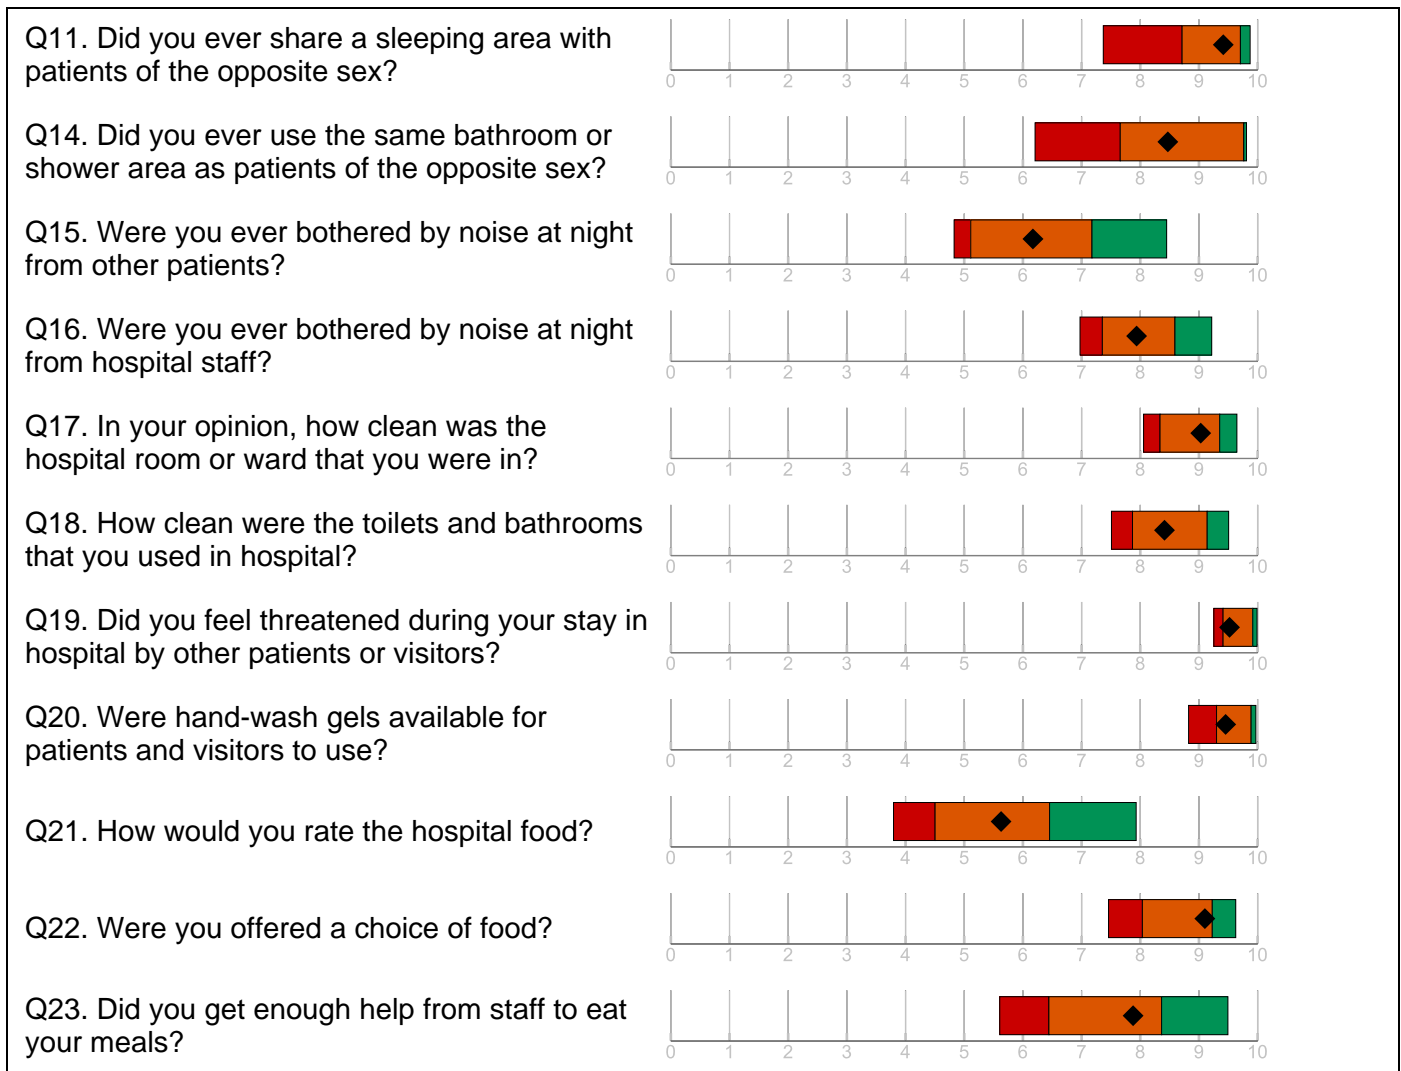 Q11. Did you ever share a sleeping area with
patients of the opposite sex?
0 1 2 3 4 5 6 7 8 9 10
Q14. Did you ever use the same bathroom or
shower area as patients of the opposite sex?
0 1 2 3 4 5 6 7 8 9 10
Q15. Were you ever bothered by noise at night
from other patients?
0 1 2 3 4 5 6 7 8 9 10
Q16. Were you ever bothered by noise at night
from hospital staff?
0 1 2 3 4 5 6 7 8 9 10
Q17. In your opinion, how clean was the
hospital room or ward that you were in?
0 1 2 3 4 5 6 7 8 9 10
Q18. How clean were the toilets and bathrooms
that you used in hospital?
0 1 2 3 4 5 6 7 8 9 10
Q19. Did you feel threatened during your stay in
hospital by other patients or visitors?
0 1 2 3 4 5 6 7 8 9 10
Q20. Were hand-wash gels available for
patients and visitors to use?
0 1 2 3 4 5 6 7 8 9 10
Q21. How would you rate the hospital food?
0 1 2 3 4 5 6 7 8 9 10
Q22. Were you offered a choice of food?
0 1 2 3 4 5 6 7 8 9 10
Q23. Did you get enough help from staff to eat
your meals?
0 1 2 3 4 5 6 7 8 9 10